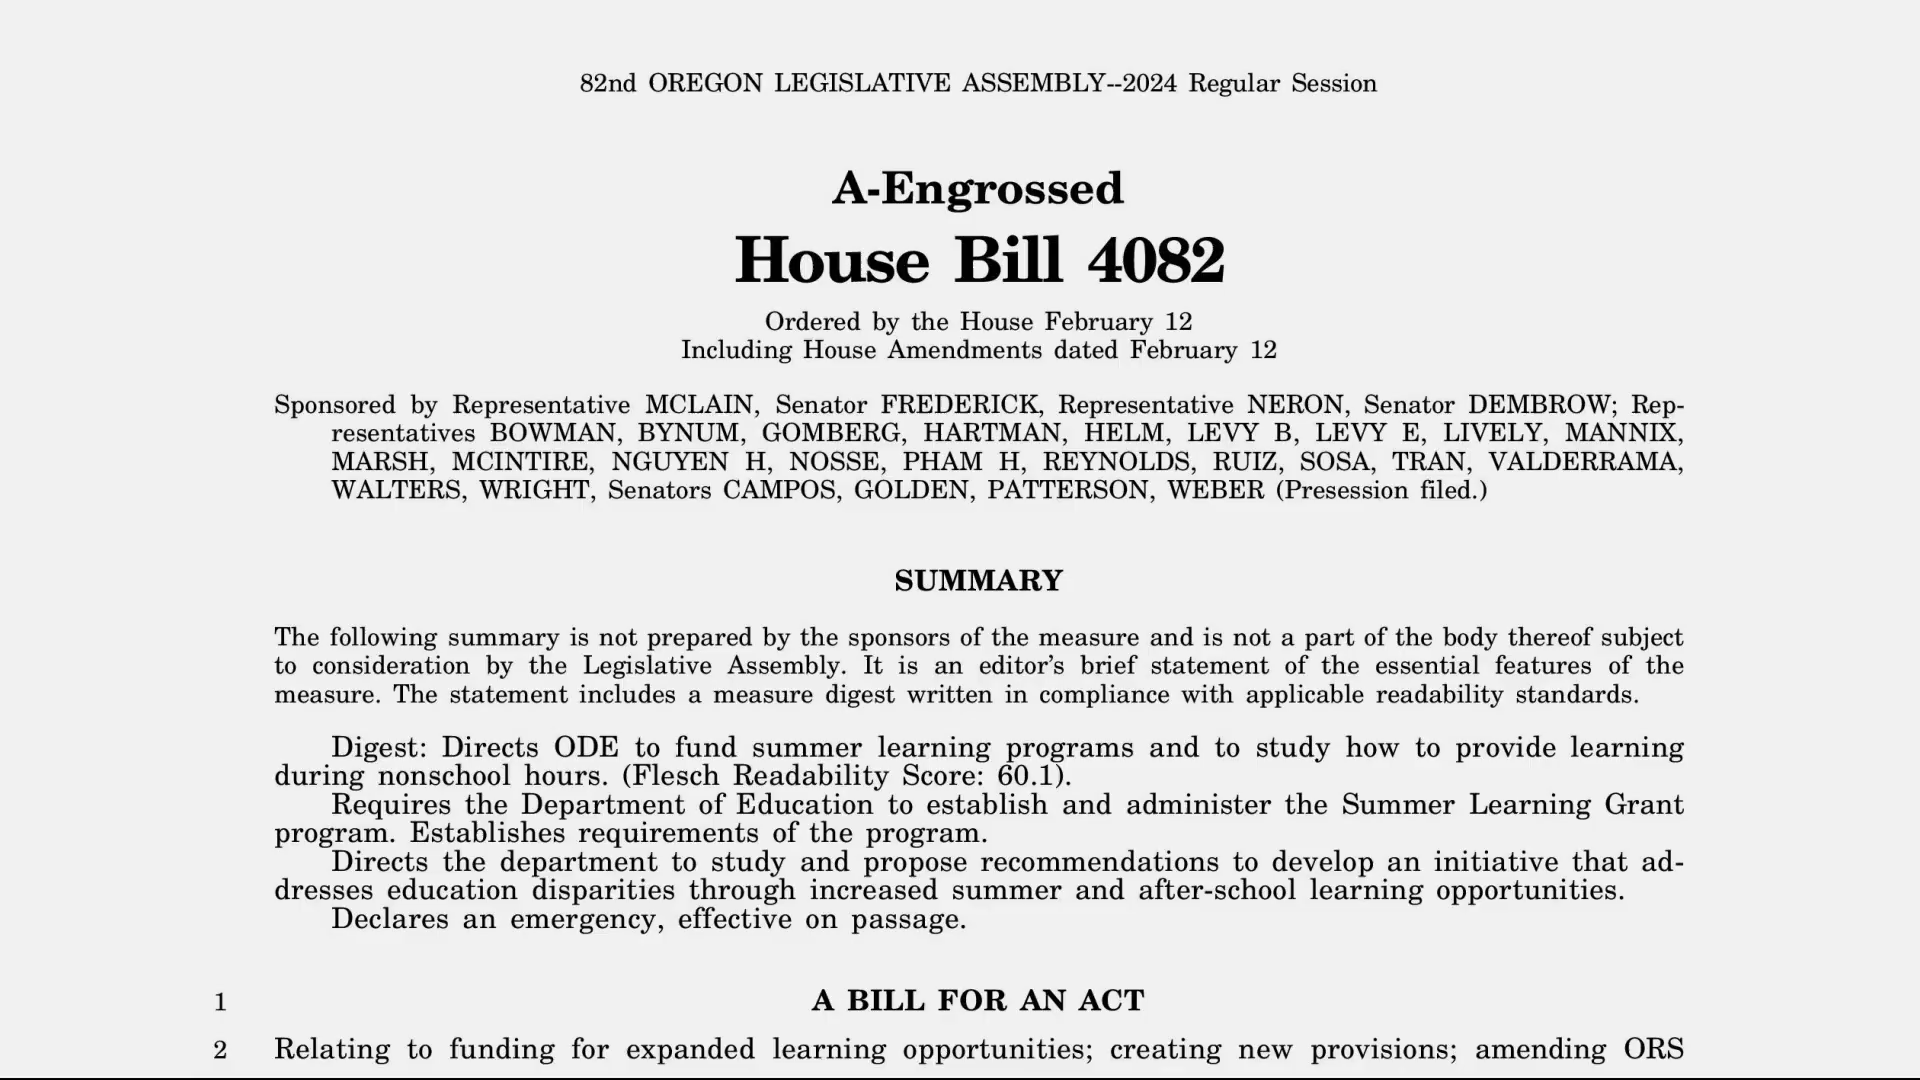 82nd OREGON LEGISLATIVE ASSEMBLY--2024 Regular Session
A-Engrossed
House Bill 4082
Ordered by the House February 12
Including House Amendments dated February 12
Sponsored by Representative MCLAIN, Senator FREDERICK, Representative NERON, Senator DEMBROW; Rep-
resentatives BOWMAN, BYNUM, GOMBERG, HARTMAN, HELM, LEVY B, LEVY E, LIVELY, MANNIX,
MARSH, MCINTIRE, NGUYEN H, NOSSE, PHAM H, REYNOLDS, RUIZ, SOSA, TRAN, VALDERRAMA,
WALTERS, WRIGHT, Senators CAMPOS, GOLDEN, PATTERSON, WEBER (Presession filed.)
SUMMARY
The following summary is not prepared by the sponsors of the measure and is not a part of the body thereof subject
to consideration by the Legislative Assembly. It is an editor’s brief statement of the essential features of the
measure. The statement includes a measure digest written in compliance with applicable readability standards.
Digest: Directs ODE to fund summer learning programs and to study how to provide learning
during nonschool hours. (Flesch Readability Score: 60.1).
Requires the Department of Education to establish and administer the Summer Learning Grant
program. Establishes requirements of the program.
Directs the department to study and propose recommendations to develop an initiative that ad-
dresses education disparities through increased summer and after-school learning opportunities.
Declares an emergency, effective on passage.
1 A BILL FOR AN ACT
2 Relating to funding for expanded learning opportunities; creating new provisions; amending ORS